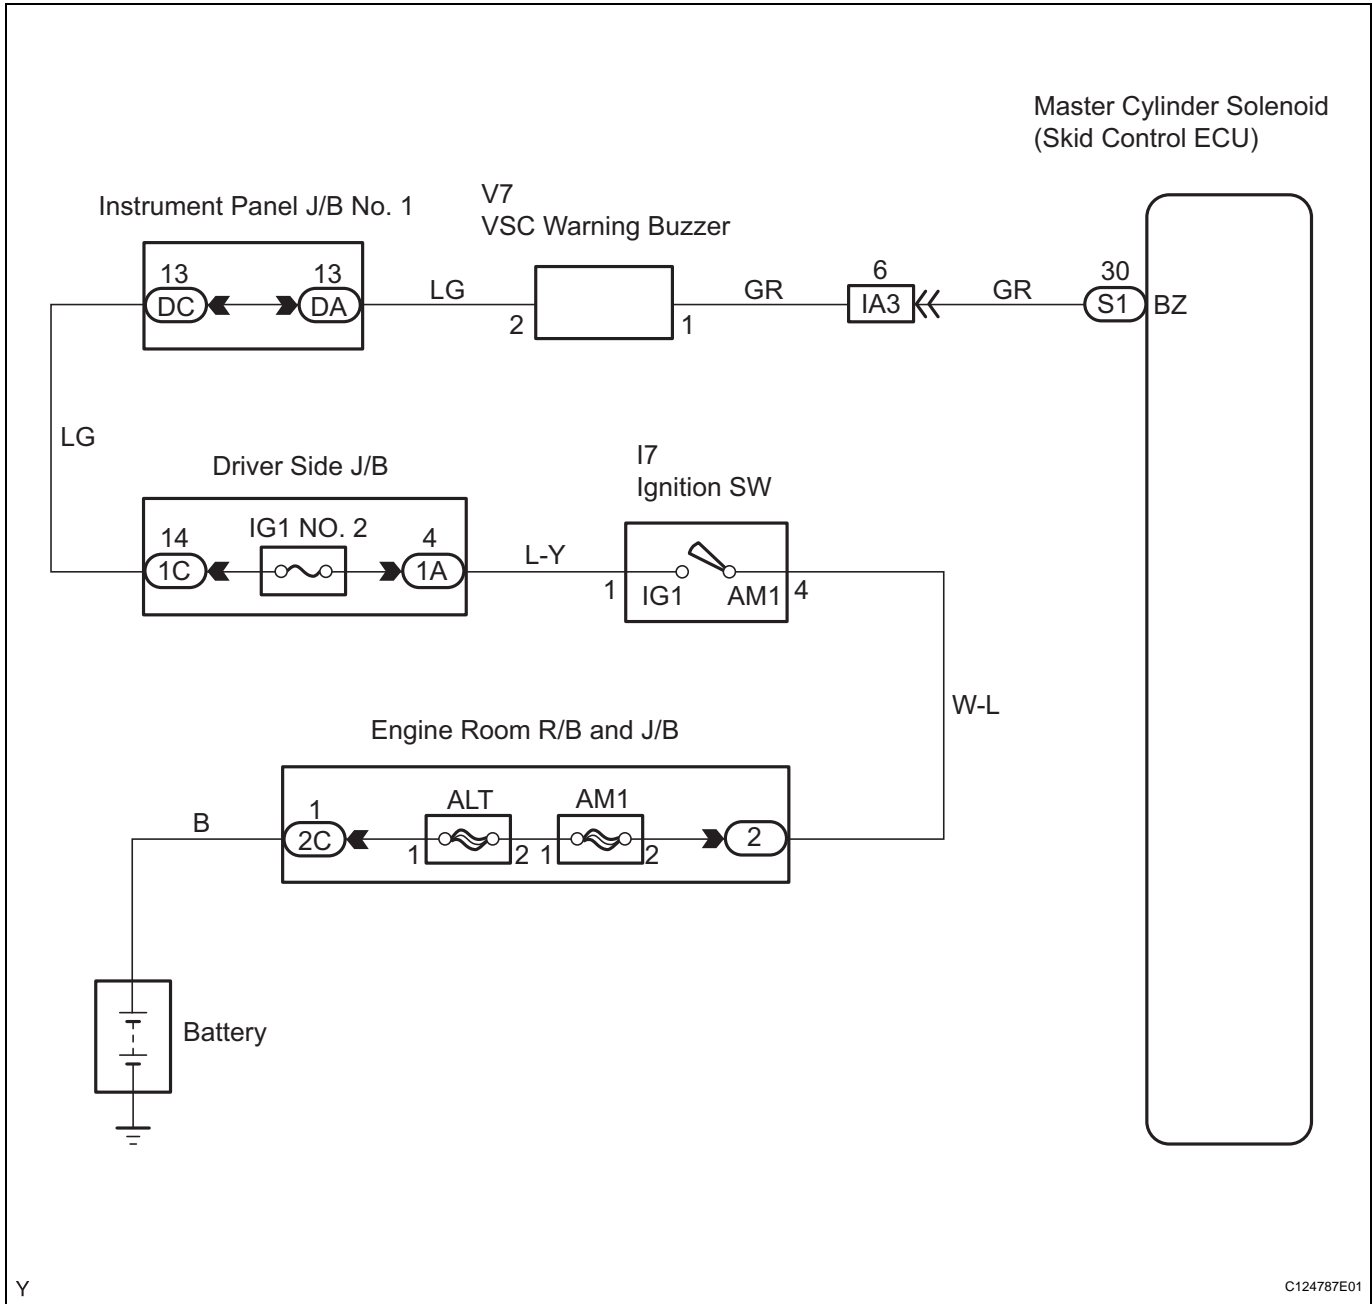 Master Cylinder Solenoid
(Skid Control ECU)
V7
VSC Warning Buzzer
Instrument Panel J/B No. 1
13
13
6
30
DC
DA
LG
GR
IA3
GR
S1
BZ
2
1
LG
I7
Ignition SW
Driver Side J/B
IG1 NO. 2
14
4
L-Y
1C
1A
1
IG1
AM1
4
W-L
Engine Room R/B and J/B
ALT
AM1
1
B
2C
2
1
2
1
2
Battery
Y
C124787E01